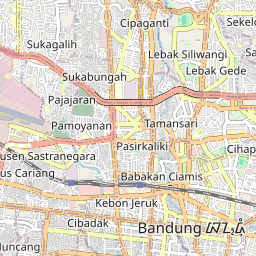 Cipaganti
Sekelo
Sukagalih
Lebak Siliwangi
Lebak Gede
Sukabungah
Pajajaran
Pamoyanan
Tamansari
Pasirkaliki
Cihap
usen Sastranegara
us Cariang
Babakan Ciamis
Kebon Jeruk
Cibadak
Bandung
uncang